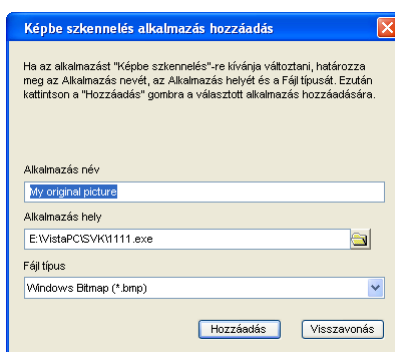 Képbe szkennelés alkalmazás hozzáadás
Ha az alkalmazást "Képbe szkennelés"-re kívánja változtatni, határozza
meg az Alkalmazás nevét, az Alkalmazás helyét és a Fájl típusát. Ezután
kattintson a "Hozzáadás" gombra a választott alkalmazás hozzáadására.
Alkalmazás név
My original picture
Alkalmazás hely
E:\VistaPC\SVK\1111.exe
Fájl típus
Windows Bitmap (*.bmp)
Hozzáadás Visszavonás